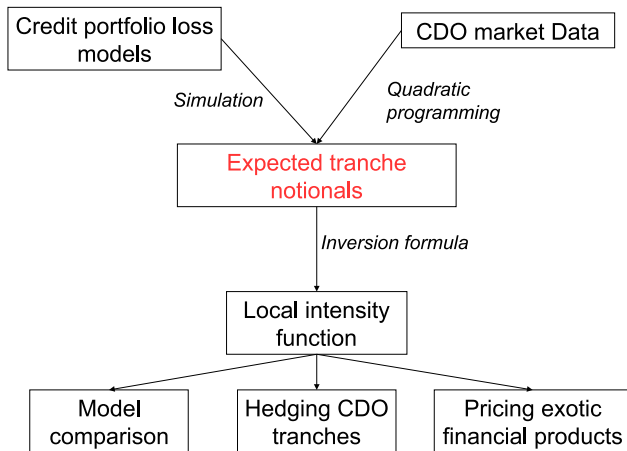 Credit portfolio loss
models
CDO market Data
Simulation
Quadratic
programming
Expected tranche
notionals
Inversion formula
Local intensity
function
Model
comparison
Hedging CDO
tranches
Pricing exotic
financial products